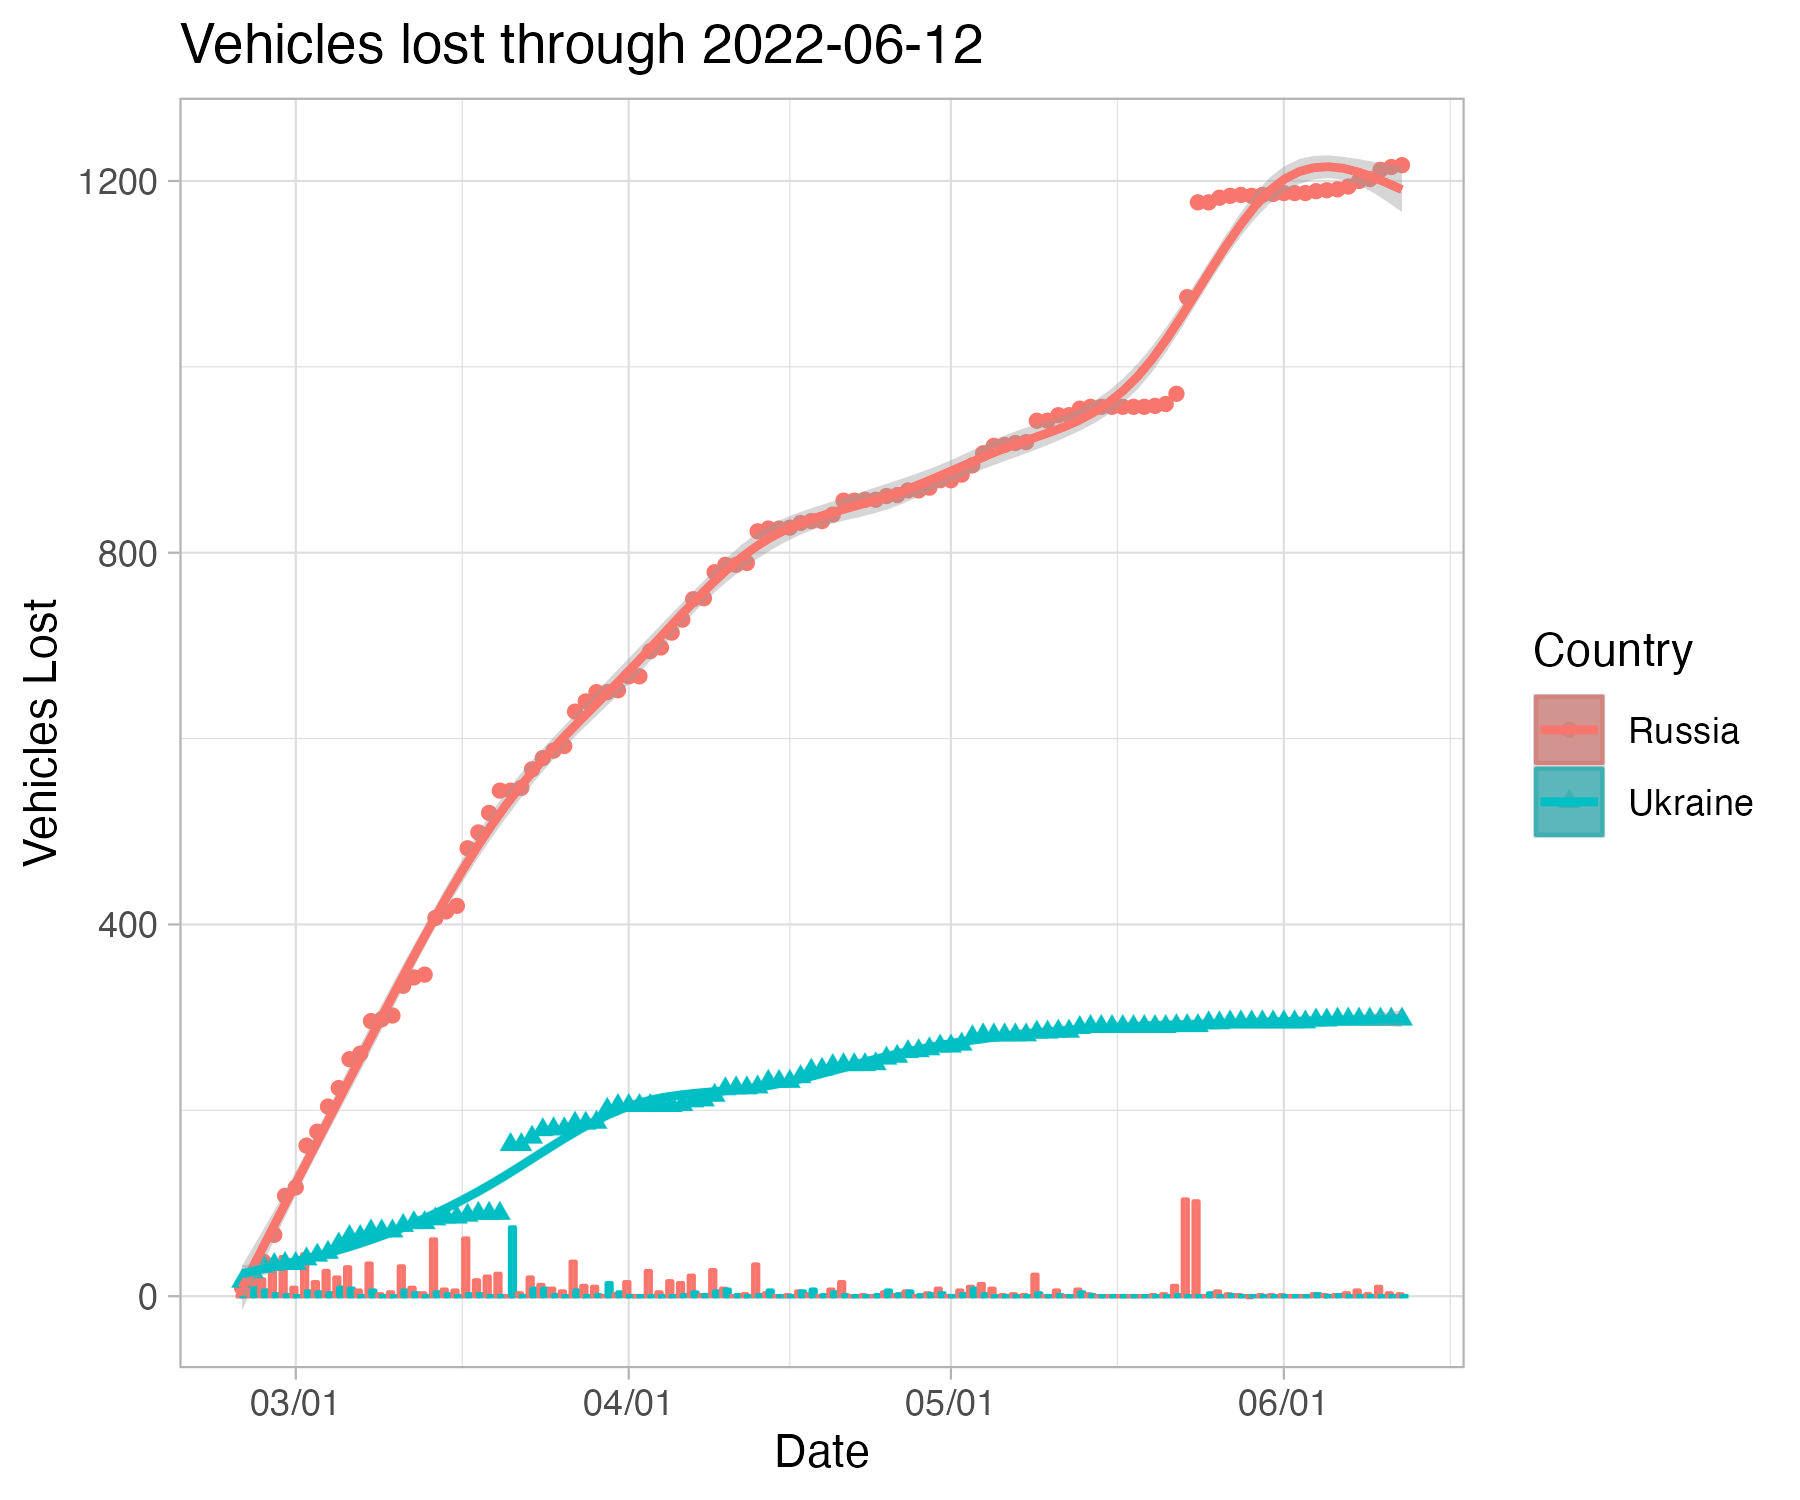 Vehicles lost through 2022-06-12
Vehicles Lost
1200
800
400
0
03/01
04/01
05/01
06/01
Date
Country
Russia
Ukraine